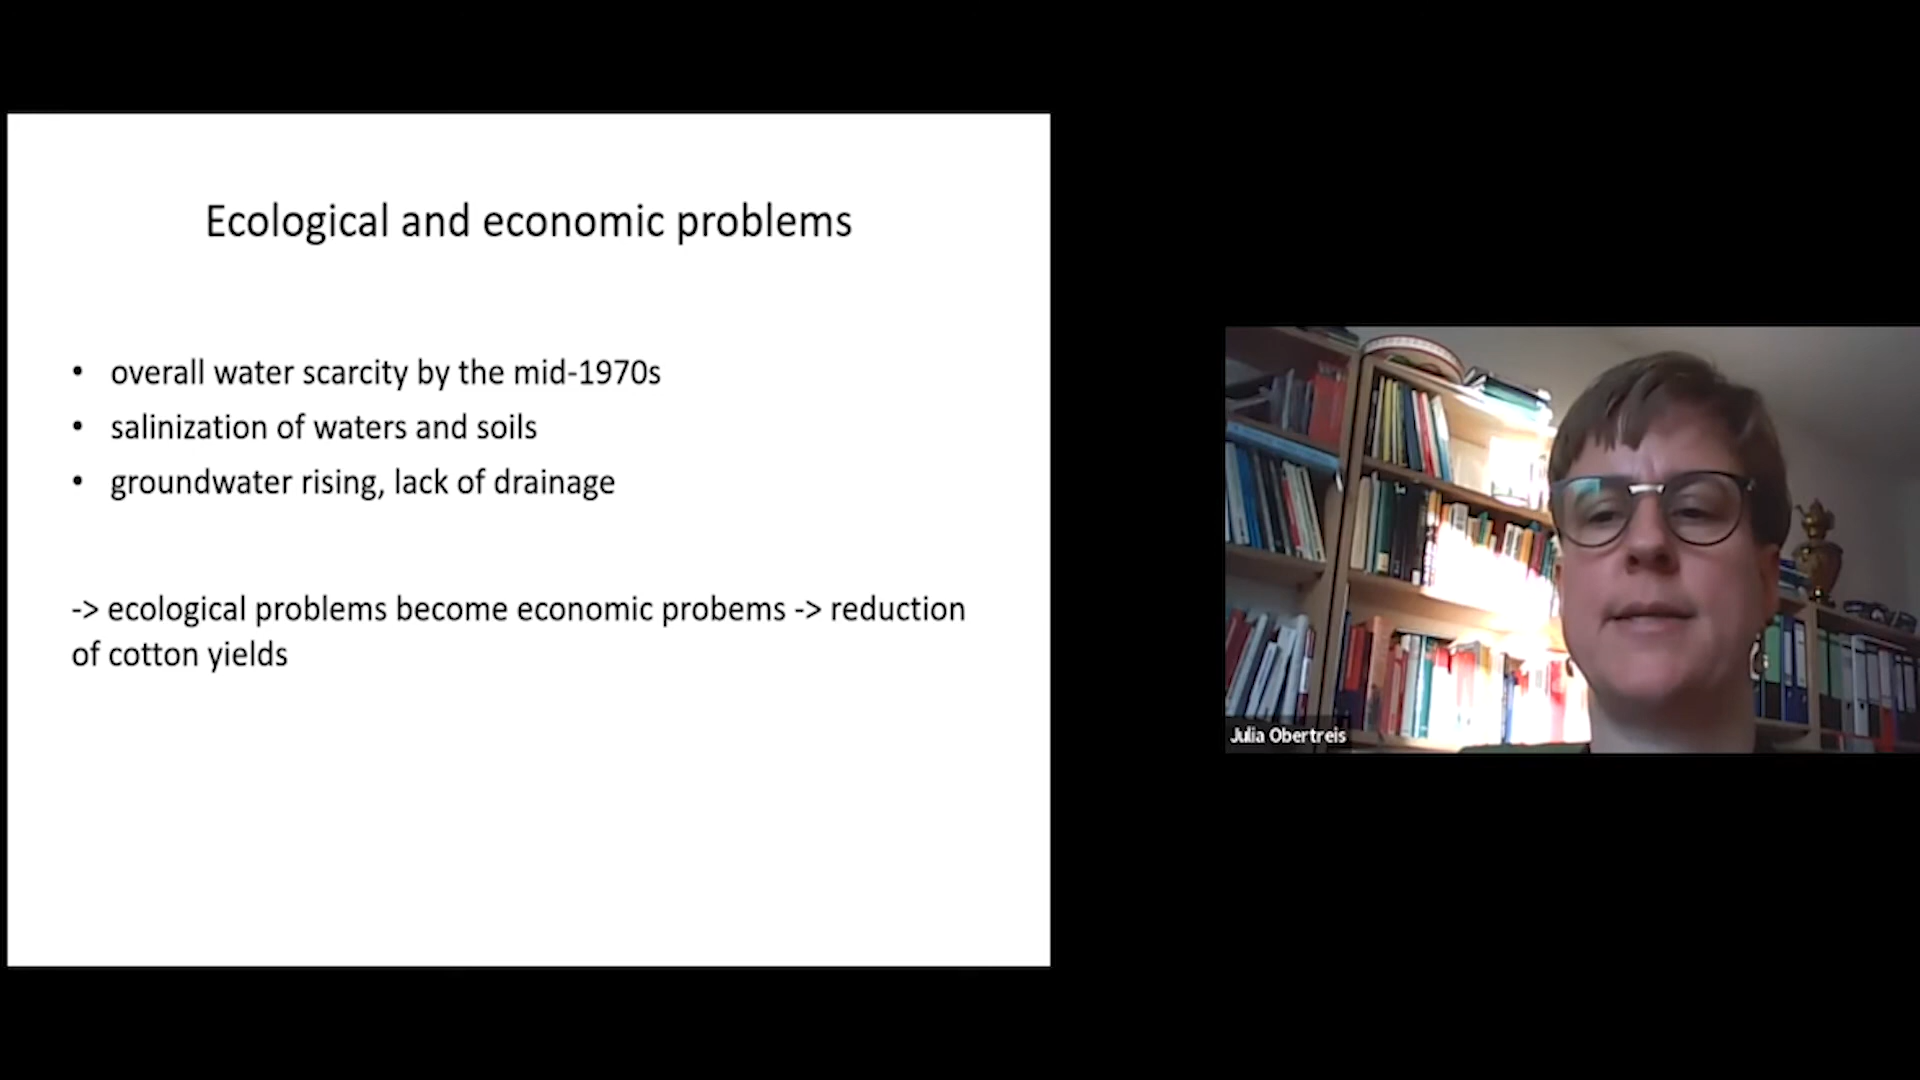 Ecological and economic problems
• overall water scarcity by the mid-1970s
• salinization of waters and soils
• groundwater rising, lack of drainage
-> ecological problems become economic probems -> reduction
of cotton yields
Julia Obertreis